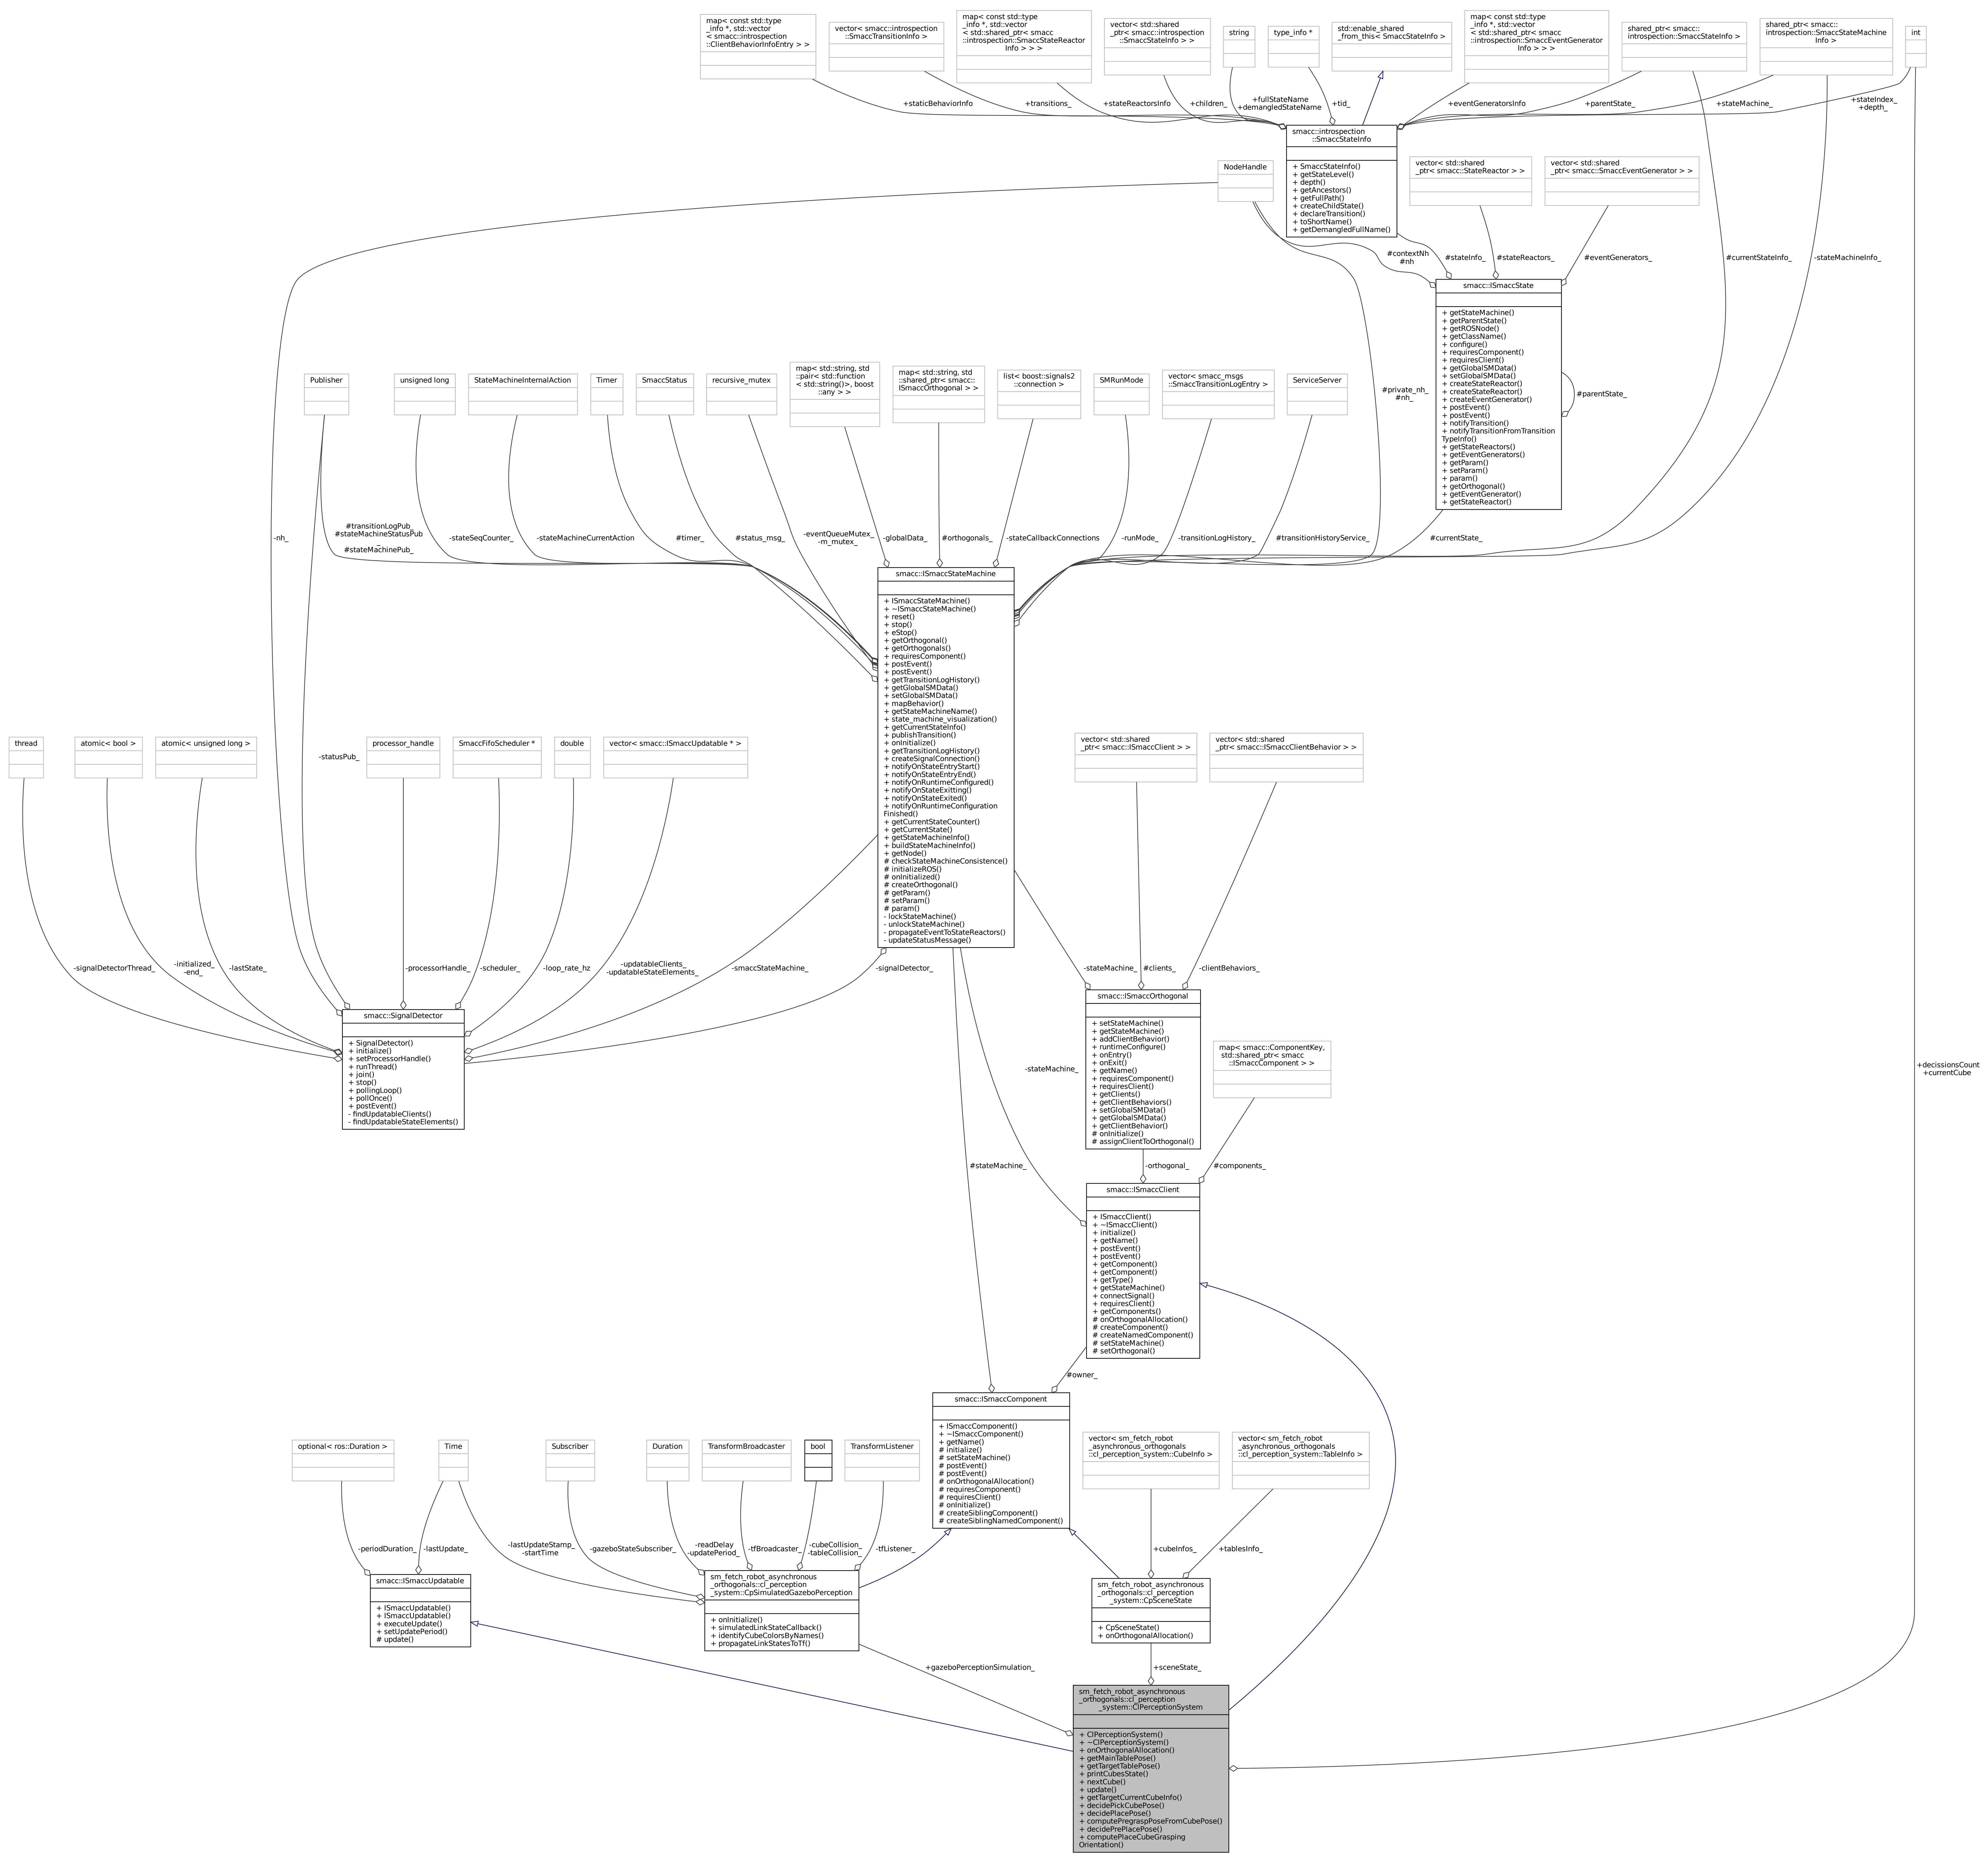 map< const std::type
_info *, std::vector
< smacc::introspection
::ClientBehaviorInfoEntry > >
vector< smacc::introspection
::SmaccTransitionInfo >
map< const std::type
_info *, std::vector
< std::shared_ptr< smacc
::introspection::SmaccStateReactor
Info > > >
vector< std::shared
_ptr< smacc::introspection
::SmaccStateInfo > >
string
type_info *
std::enable_shared
_from_this< SmaccStateInfo >
map< const std::type
_info *, std::vector
< std::shared_ptr< smacc
::introspection::SmaccEventGenerator
Info > > >
shared_ptr< smacc::
introspection::SmaccStateInfo >
shared_ptr< smacc::
introspection::SmaccStateMachine
Info >
int
+staticBehaviorInfo
+transitions_
+stateReactorsInfo
+children_
+fullStateName
+demangledStateName
+tid_
+eventGeneratorsInfo
+parentState_
+stateMachine_
+stateIndex_
+depth_
smacc::introspection
::SmaccStateInfo
+ SmaccStateInfo()
+ getStateLevel()
+ depth()
+ getAncestors()
+ getFullPath()
+ createChildState()
+ declareTransition()
+ toShortName()
+ getDemangledFullName()
NodeHandle
vector< std::shared
_ptr< smacc::StateReactor > >
vector< std::shared
_ptr< smacc::SmaccEventGenerator > >
#contextNh
#nh
#stateInfo_
#stateReactors_
#eventGenerators_
#currentStateInfo_
-stateMachineInfo_
smacc::ISmaccState
+ getStateMachine()
+ getParentState()
+ getROSNode()
+ getClassName()
+ configure()
+ requiresComponent()
+ requiresClient()
+ getGlobalSMData()
+ setGlobalSMData()
+ createStateReactor()
+ createStateReactor()
+ createEventGenerator()
+ postEvent()
+ postEvent()
+ notifyTransition()
+ notifyTransitionFromTransition
TypeInfo()
+ getStateReactors()
+ getEventGenerators()
+ getParam()
+ setParam()
+ param()
+ getOrthogonal()
+ getEventGenerator()
+ getStateReactor()
#parentState_
Publisher
unsigned long
StateMachineInternalAction
Timer
SmaccStatus
recursive_mutex
map< std::string, std
::pair< std::function
< std::string()>, boost
::any > >
map< std::string, std
::shared_ptr< smacc::
ISmaccOrthogonal > >
list< boost::signals2
::connection >
SMRunMode
vector< smacc_msgs
::SmaccTransitionLogEntry >
ServiceServer
#private_nh_
#nh_
-nh_
#transitionLogPub_
#stateMachineStatusPub
_
#stateMachinePub_
-stateSeqCounter_
-stateMachineCurrentAction
#timer_
#status_msg_
-eventQueueMutex_
-m_mutex_
-globalData_
#orthogonals_
-stateCallbackConnections
-runMode_
-transitionLogHistory_
#transitionHistoryService_
#currentState_
smacc::ISmaccStateMachine
+ ISmaccStateMachine()
+ ~ISmaccStateMachine()
+ reset()
+ stop()
+ eStop()
+ getOrthogonal()
+ getOrthogonals()
+ requiresComponent()
+ postEvent()
+ postEvent()
+ getTransitionLogHistory()
+ getGlobalSMData()
+ setGlobalSMData()
+ mapBehavior()
+ getStateMachineName()
+ state_machine_visualization()
+ getCurrentStateInfo()
+ publishTransition()
+ onInitialize()
+ getTransitionLogHistory()
+ createSignalConnection()
+ notifyOnStateEntryStart()
+ notifyOnStateEntryEnd()
+ notifyOnRuntimeConfigured()
+ notifyOnStateExitting()
+ notifyOnStateExited()
+ notifyOnRuntimeConfiguration
Finished()
+ getCurrentStateCounter()
+ getCurrentState()
+ getStateMachineInfo()
+ buildStateMachineInfo()
+ getNode()
# checkStateMachineConsistence()
# initializeROS()
# onInitialized()
# createOrthogonal()
# getParam()
# setParam()
# param()
- lockStateMachine()
- unlockStateMachine()
- propagateEventToStateReactors()
- updateStatusMessage()
thread
atomic< bool >
atomic< unsigned long >
-statusPub_
processor_handle
SmaccFifoScheduler *
double
vector< smacc::ISmaccUpdatable * >
vector< std::shared
_ptr< smacc::ISmaccClient > >
vector< std::shared
_ptr< smacc::ISmaccClientBehavior > >
-signalDetectorThread_
-initialized_
-end_
-lastState_
-processorHandle_
-scheduler_
-loop_rate_hz
-updatableClients_
-updatableStateElements_
-smaccStateMachine_
-signalDetector_
-stateMachine_
#clients_
-clientBehaviors_
smacc::SignalDetector
+ SignalDetector()
+ initialize()
+ setProcessorHandle()
+ runThread()
+ join()
+ stop()
+ pollingLoop()
+ pollOnce()
+ postEvent()
- findUpdatableClients()
- findUpdatableStateElements()
smacc::ISmaccOrthogonal
+ setStateMachine()
+ getStateMachine()
+ addClientBehavior()
+ runtimeConfigure()
+ onEntry()
+ onExit()
+ getName()
+ requiresComponent()
+ requiresClient()
+ getClients()
+ getClientBehaviors()
+ setGlobalSMData()
+ getGlobalSMData()
+ getClientBehavior()
# onInitialize()
# assignClientToOrthogonal()
map< smacc::ComponentKey,
std::shared_ptr< smacc
::ISmaccComponent > >
-stateMachine_
+decissionsCount
+currentCube
#stateMachine_
-orthogonal_
#components_
smacc::ISmaccClient
+ ISmaccClient()
+ ~ISmaccClient()
+ initialize()
+ getName()
+ postEvent()
+ postEvent()
+ getComponent()
+ getComponent()
+ getType()
+ getStateMachine()
+ connectSignal()
+ requiresClient()
+ getComponents()
# onOrthogonalAllocation()
# createComponent()
# createNamedComponent()
# setStateMachine()
# setOrthogonal()
#owner_
smacc::ISmaccComponent
+ ISmaccComponent()
+ ~ISmaccComponent()
+ getName()
# initialize()
# setStateMachine()
# postEvent()
# postEvent()
# onOrthogonalAllocation()
# requiresComponent()
# requiresClient()
# onInitialize()
# createSiblingComponent()
# createSiblingNamedComponent()
optional< ros::Duration >
Time
Subscriber
Duration
TransformBroadcaster
bool
TransformListener
vector< sm_fetch_robot
_asynchronous_orthogonals
::cl_perception_system::CubeInfo >
vector< sm_fetch_robot
_asynchronous_orthogonals
::cl_perception_system::TableInfo >
-periodDuration_
-lastUpdate_
-lastUpdateStamp_
-startTime
-gazeboStateSubscriber_
-readDelay
-updatePeriod_
-tfBroadcaster_
-cubeCollision_
-tableCollision_
-tfListener_
+cubeInfos_
+tablesInfo_
smacc::ISmaccUpdatable
+ ISmaccUpdatable()
+ ISmaccUpdatable()
+ executeUpdate()
+ setUpdatePeriod()
# update()
sm_fetch_robot_asynchronous
_orthogonals::cl_perception
_system::CpSimulatedGazeboPerception
+ onInitialize()
+ simulatedLinkStateCallback()
+ identifyCubeColorsByNames()
+ propagateLinkStatesToTf()
sm_fetch_robot_asynchronous
_orthogonals::cl_perception
_system::CpSceneState
+ CpSceneState()
+ onOrthogonalAllocation()
+gazeboPerceptionSimulation_
+sceneState_
sm_fetch_robot_asynchronous
_orthogonals::cl_perception
_system::ClPerceptionSystem
+ ClPerceptionSystem()
+ ~ClPerceptionSystem()
+ onOrthogonalAllocation()
+ getMainTablePose()
+ getTargetTablePose()
+ printCubesState()
+ nextCube()
+ update()
+ getTargetCurrentCubeInfo()
+ decidePickCubePose()
+ decidePlacePose()
+ computePregraspPoseFromCubePose()
+ decidePrePlacePose()
+ computePlaceCubeGrasping
Orientation()